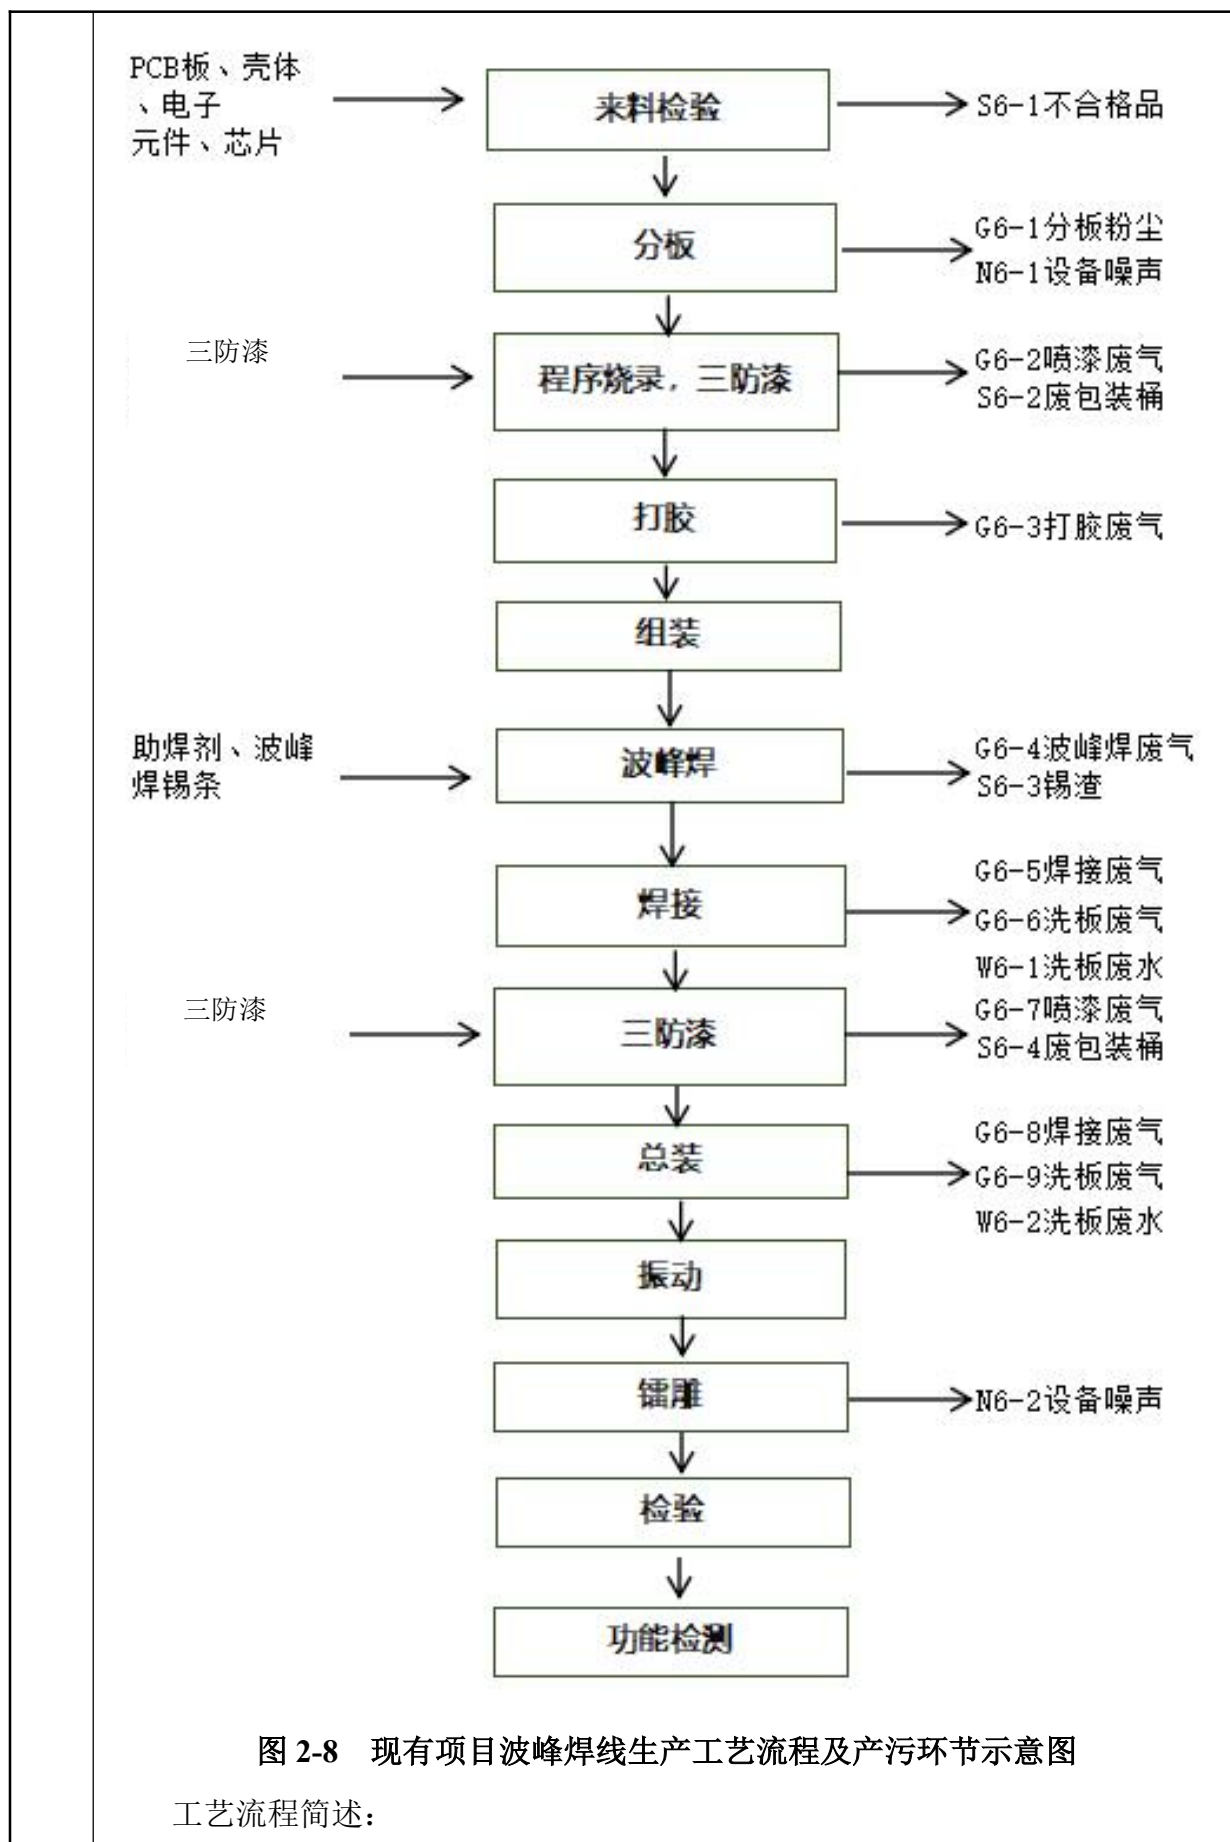 PCB板、壳体
、电子
元件、芯片
来料检验
S6-1不合格品
分板
G6-1分板粉尘
N6-1设备噪声
三防漆
程序烧录，三防漆
G6-2喷漆废气
S6-2废包装桶
打胶
G6-3打胶废气
组装
助焊剂、波峰
焊锡条
波峰焊
G6-4波峰焊废气
S6-3锡渣
焊接
G6-5焊接废气
G6-6洗板废气
W6-1洗板废水
三防漆
三防漆
G6-7喷漆废气
S6-4废包装桶
总装
G6-8焊接废气
G6-9洗板废气
W6-2洗板废水
振动
镭雕
N6-2设备噪声
检验
功能检测
图 2-8 现有项目波峰焊线生产工艺流程及产污环节示意图
工艺流程简述：